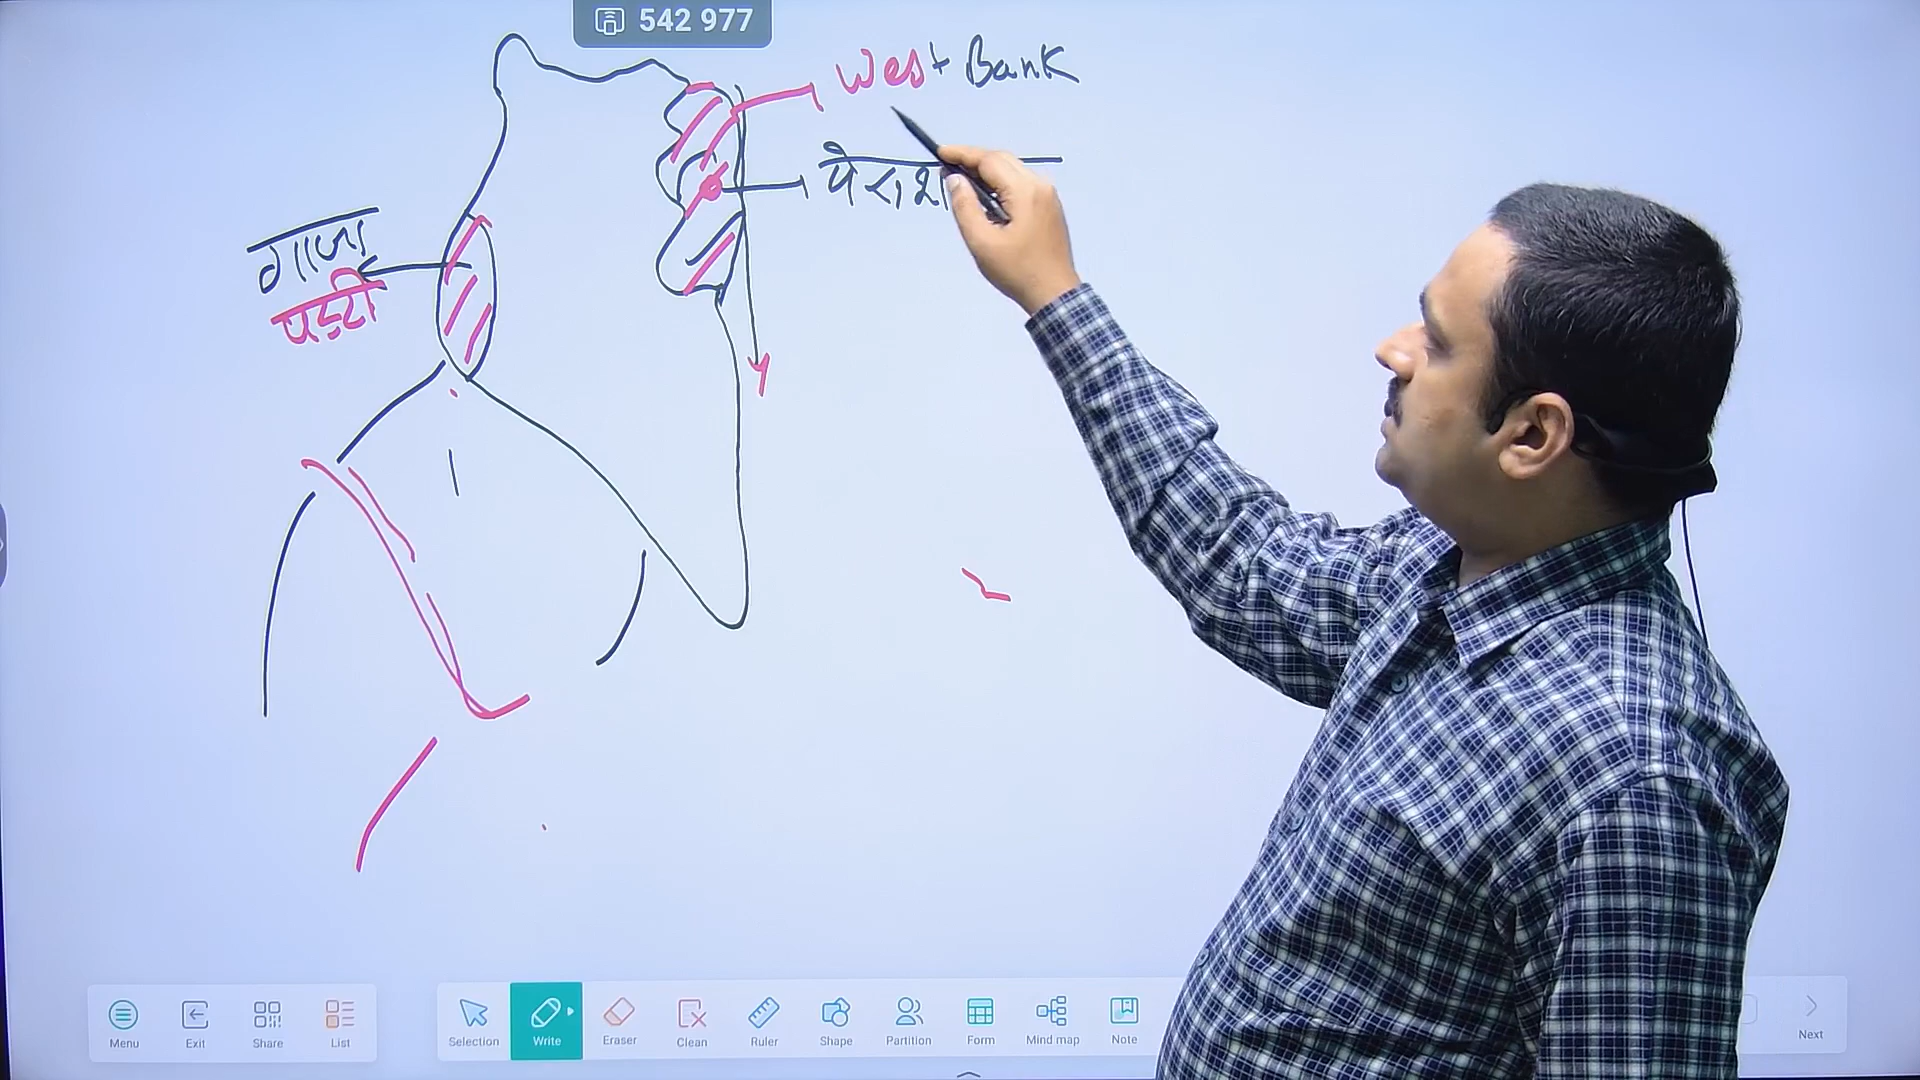 542 977
West Bank
गाजा
पट्टी
Menu
Exit
Share
List
Selection
Write
Eraser
Clean
Ruler
Shape
Partition
Form
Mind map
Note
Next